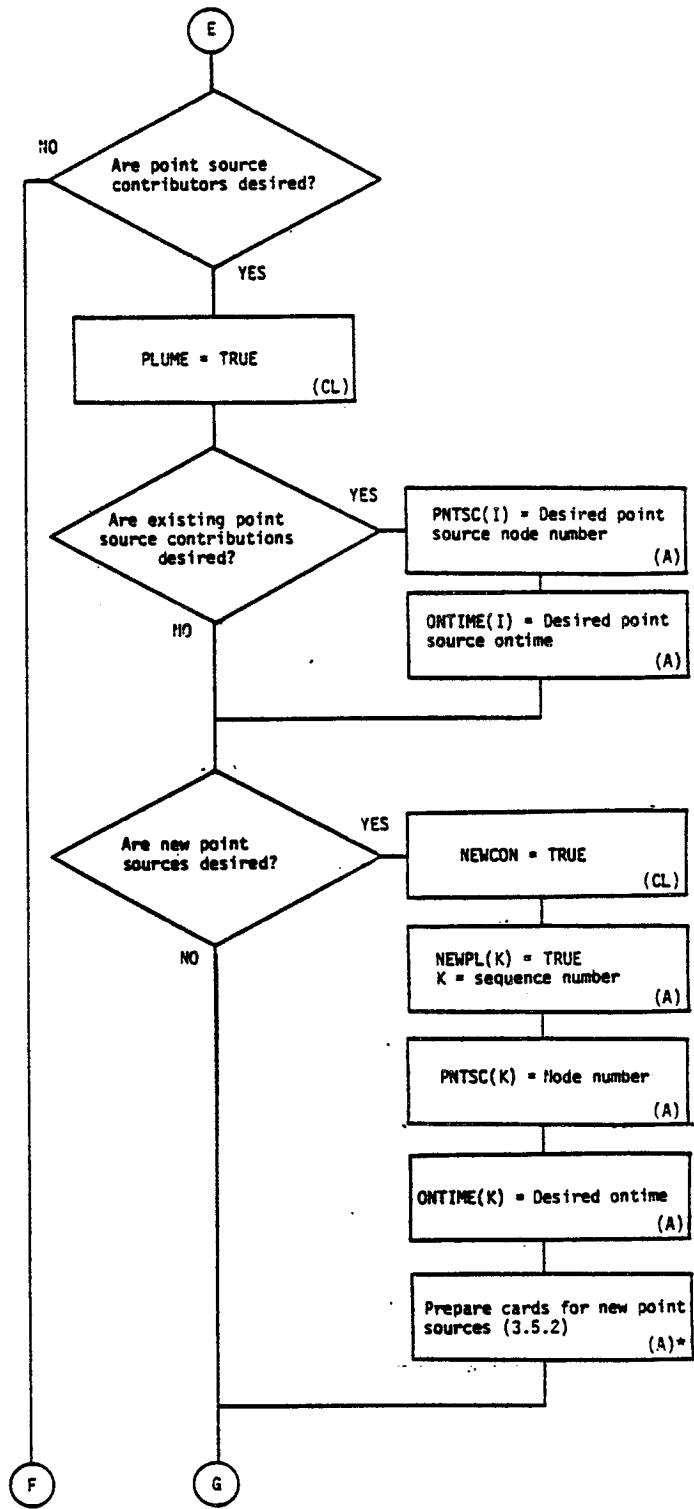 E
NO
Are point source
contributors desired?
YES
PLUME = TRUE
(CL)
YES
Are existing point
source contributions
desired?
PNTSC(I) = Desired point
source node number
(A)
NO
ONTIME(I) = Desired point
source ontime
(A)
YES
Are new point
sources desired?
NEWCON = TRUE
(CL)
NO
NEWPL(K) = TRUE
K = sequence number
(A)
PNTSC(K) = Node number
(A)
ONTIME(K) = Desired ontime
(A)
Prepare cards for new point
sources (3.5.2)
(A)*
F
G